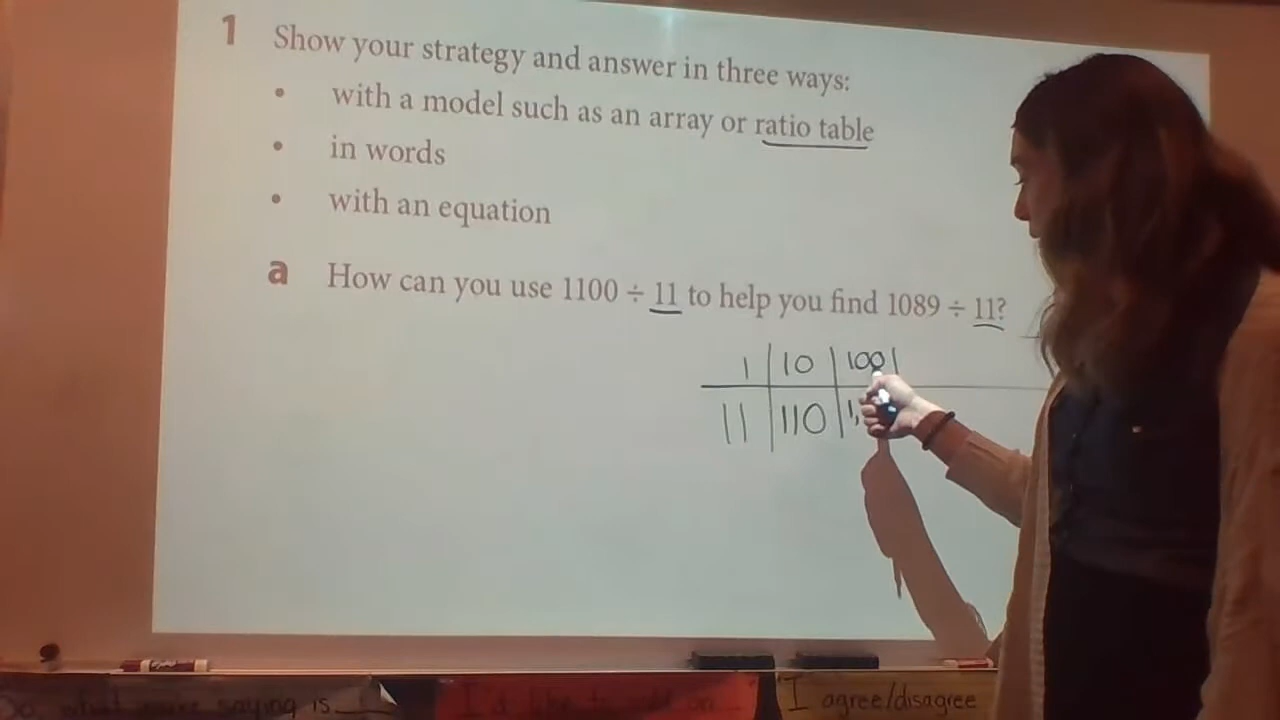 1 Show your strategy and answer in three ways:
• with a model such as an array or ratio table
• in words
• with an equation
a How can you use 1100 ÷ 11 to help you find 1089 ÷ 11?
1 | 10 | 100 |
11 | 110 |
is
I agree/disagree